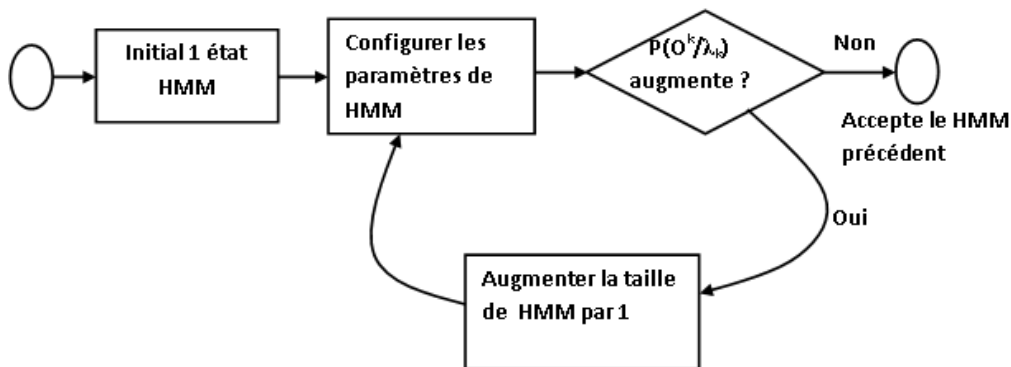 Initial 1 état
HMM
Configurer les
paramètres de
HMM
P(O^k/λ_k)
augmente ?
Non
Accepte le HMM
précédent
Oui
Augmenter la taille
de HMM par 1